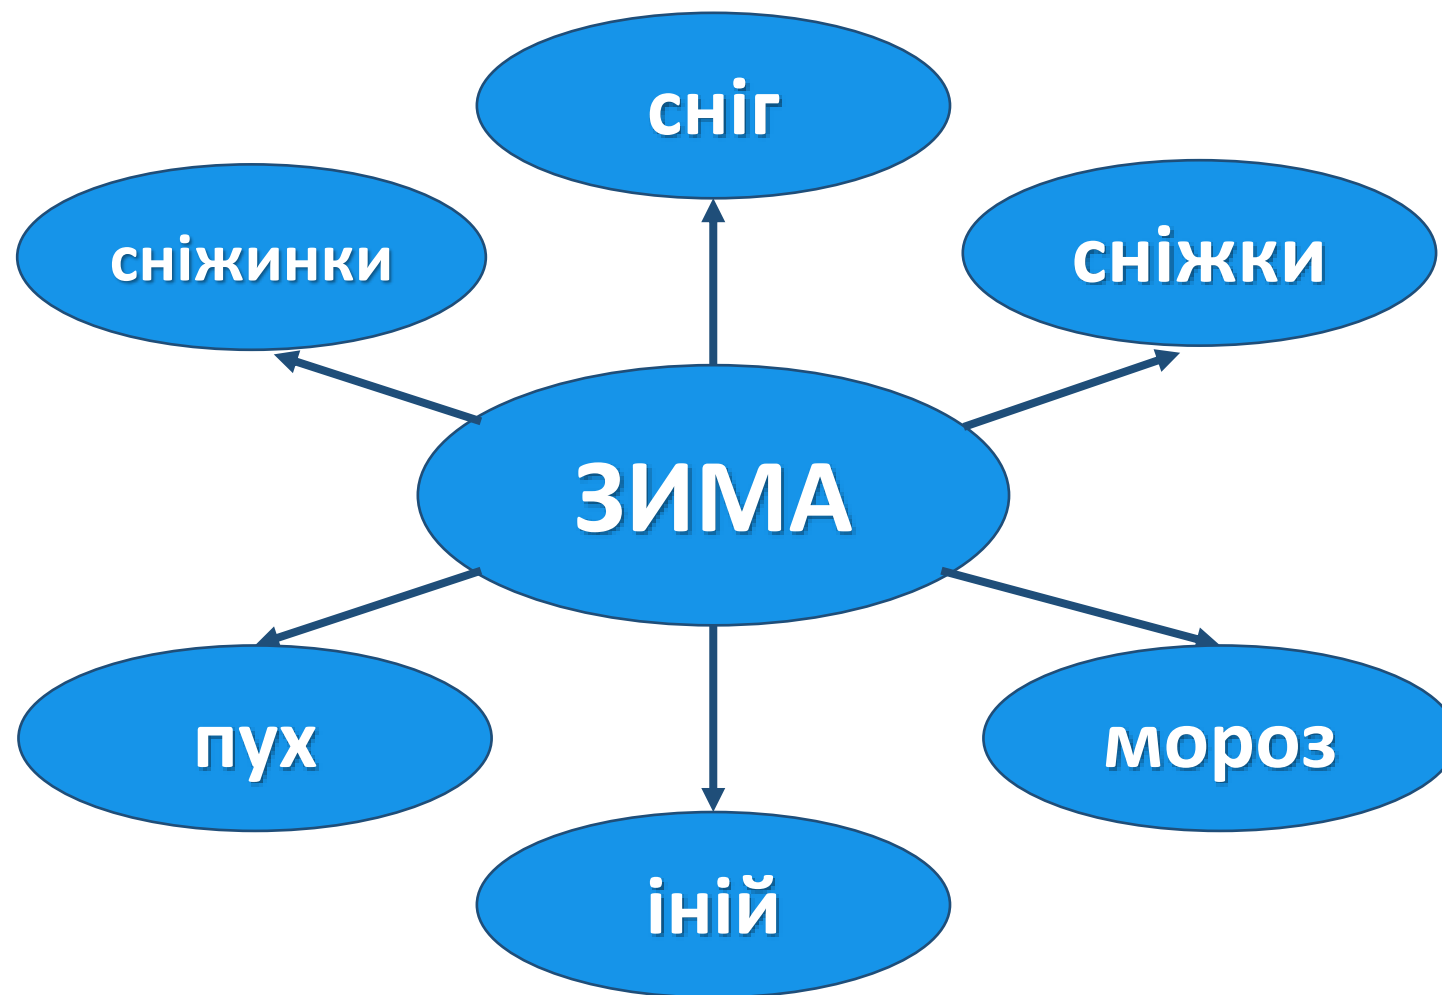 сніг
сніжинки
сніжки
ЗИМА
пух
мороз
іній